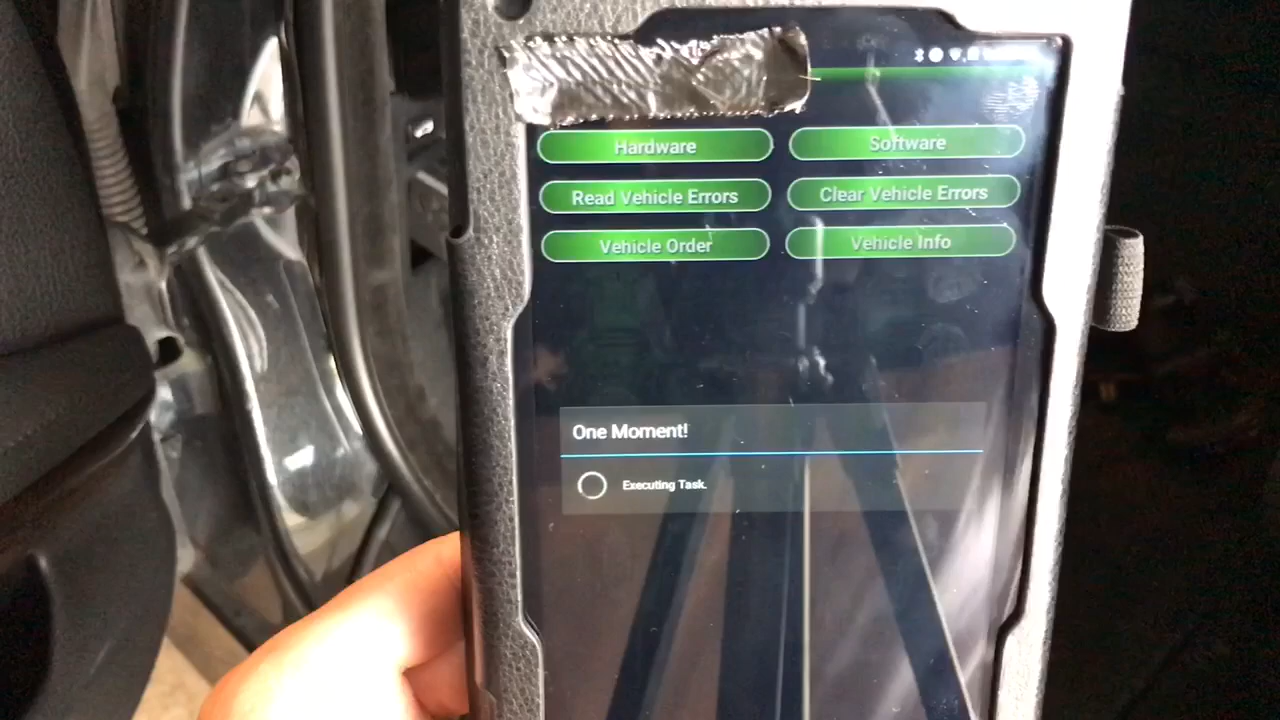 Hardware
Software
Read Vehicle Errors
Clear Vehicle Errors
Vehicle Order
Vehicle Info
One Moment!
Executing Task.